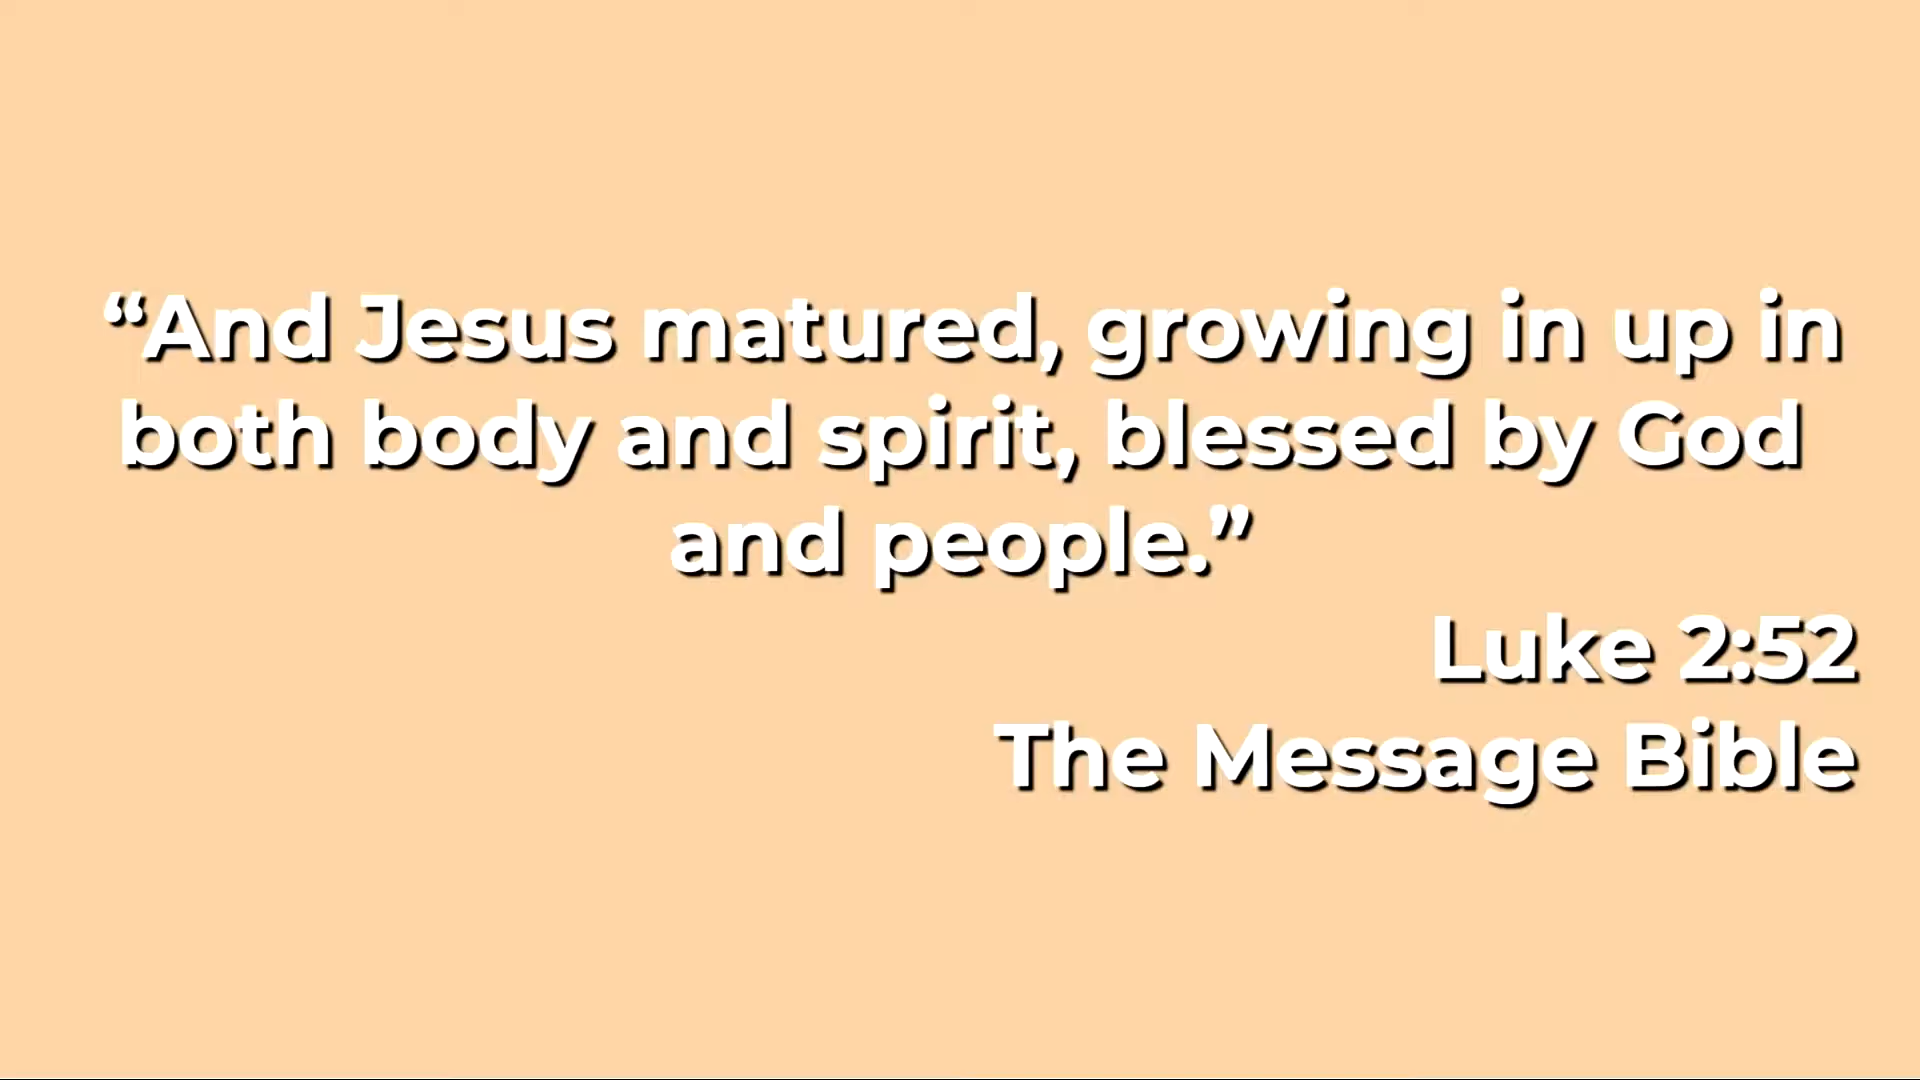 “And Jesus matured, growing in up in
both body and spirit, blessed by God
and people.”
Luke 2:52
The Message Bible